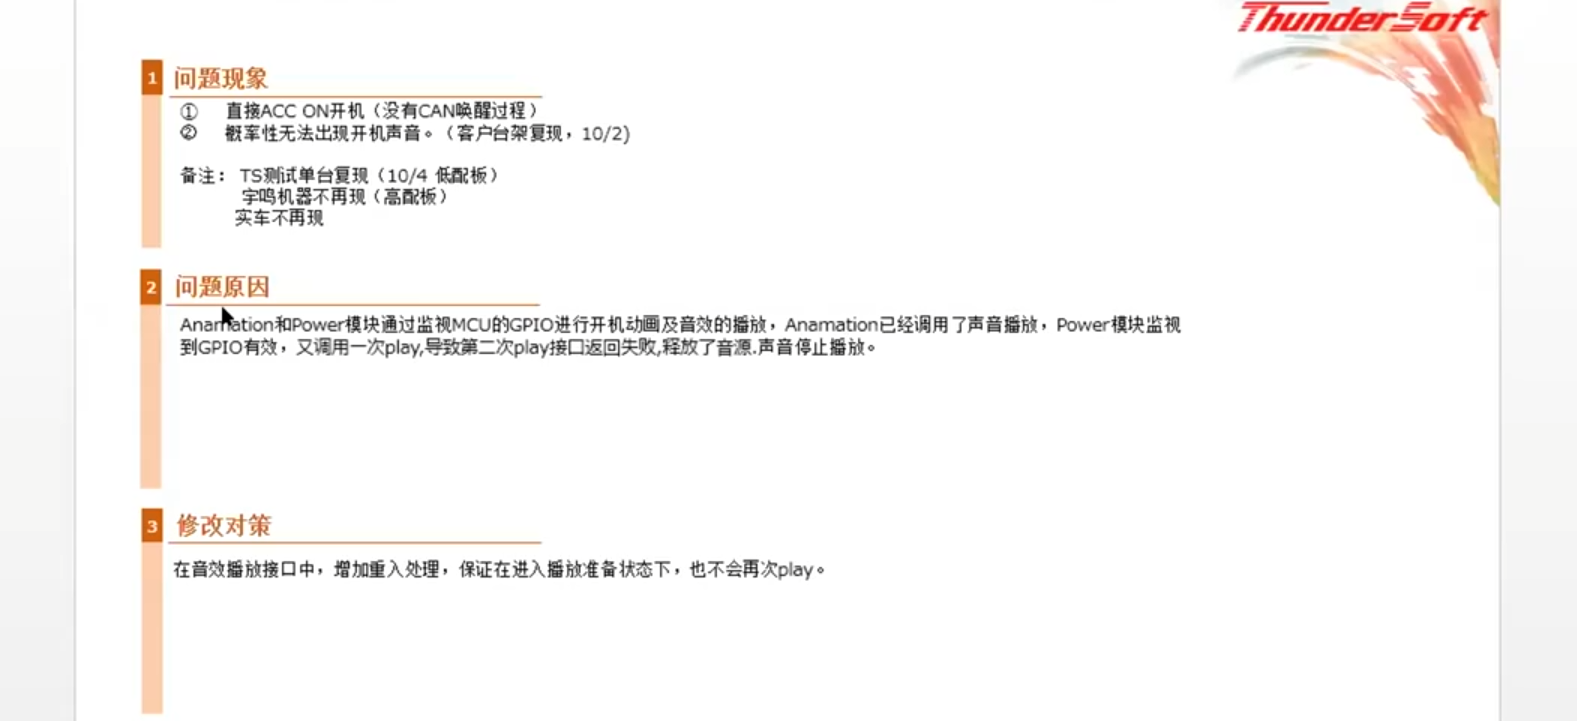 ThunderSoft
1 问题现象
① 直接ACC ON开机（没有CAN唤醒过程）
② 概率性无法出现开机声音。（客户台架复现，10/2)
备注： TS测试单台复现（10/4 低配板）
宇鸣机器不再现（高配板）
实车不再现
2 问题原因
Anamation和Power模块通过监视MCU的GPIO进行开机动画及音效的播放，Anamation已经调用了声音播放，Power模块监视
到GPIO有效，又调用一次play,导致第二次play接口返回失败,释放了音源.声音停止播放。
3 修改对策
在音效播放接口中，增加重入处理，保证在进入播放准备状态下，也不会再次play。